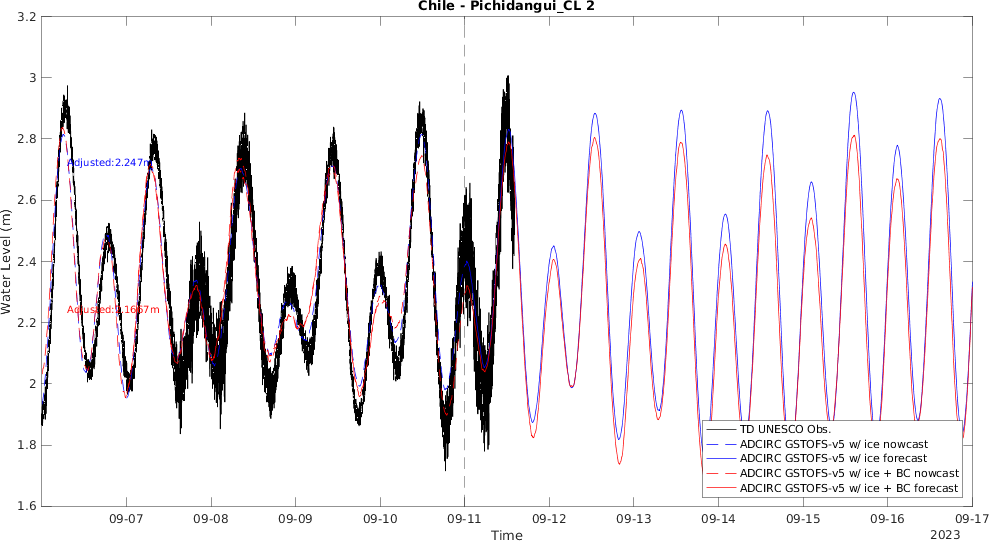 Chile - Pichidangui_CL 2
3.2
3
2.8
2.6
2.4
2.2
2
1.8
1.6
Water Level (m)
Adjusted:2.247m
Adjusted:2.1667m
TD UNESCO Obs.
ADCIRC GSTOFS-v5 w/ ice nowcast
ADCIRC GSTOFS-v5 w/ ice forecast
ADCIRC GSTOFS-v5 w/ ice + BC nowcast
ADCIRC GSTOFS-v5 w/ ice + BC forecast
09-07 09-08 09-09 09-10 09-11 09-12 09-13 09-14 09-15 09-16 09-17
Time
2023